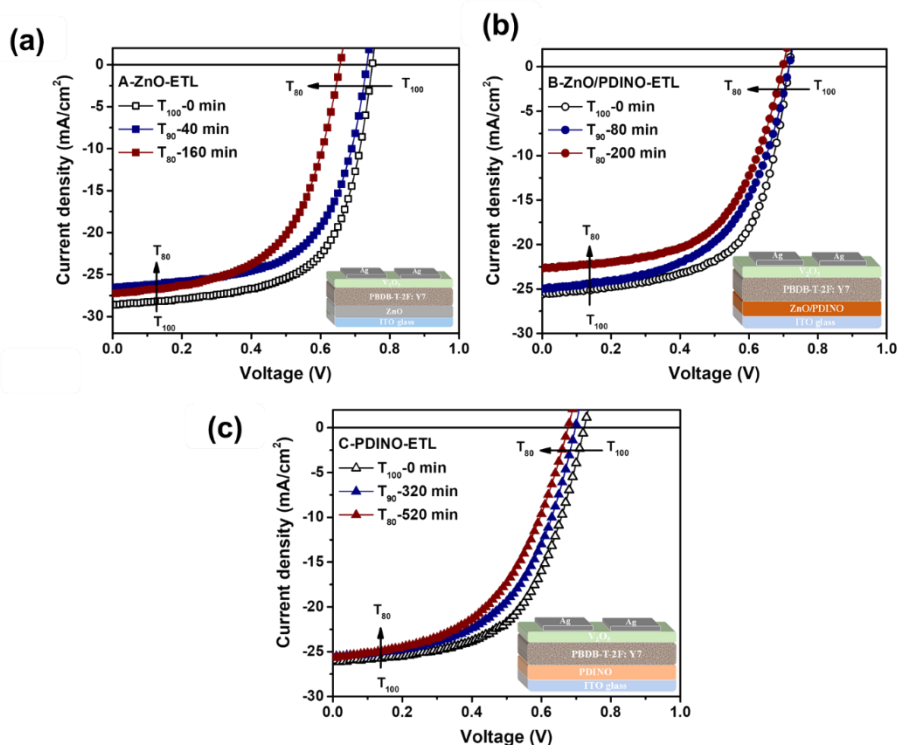 (a)
A-ZnO-ETL
T₁₀₀-0 min
T₉₀-40 min
T₈₀-160 min
T₈₀
T₁₀₀
T₈₀
T₁₀₀
0
-5
-10
-15
-20
-25
-30
0.0 0.2 0.4 0.6 0.8 1.0
Current density (mA/cm²)
Voltage (V)
Ag Ag
V₂O₅
PBDB-T-2F: Y7
ZnO
ITO glass
(b)
B-ZnO/PDINO-ETL
T₁₀₀-0 min
T₉₀-80 min
T₈₀-200 min
T₈₀
T₁₀₀
T₈₀
T₁₀₀
5
0
-5
-10
-15
-20
-25
-30
0.0 0.2 0.4 0.6 0.8 1.0
Current density (mA/cm²)
Voltage (V)
Ag Ag
V₂O₅
PBDB-T-2F: Y7
ZnO/PDINO
ITO glass
(c)
C-PDINO-ETL
T₁₀₀-0 min
T₉₀-320 min
T₈₀-520 min
T₈₀
T₁₀₀
T₈₀
T₁₀₀
0
-5
-10
-15
-20
-25
-30
0.0 0.2 0.4 0.6 0.8 1.0
Current density (mA/cm²)
Voltage (V)
Ag Ag
V₂O₅
PBDB-T-2F: Y7
PDINO
ITO glass